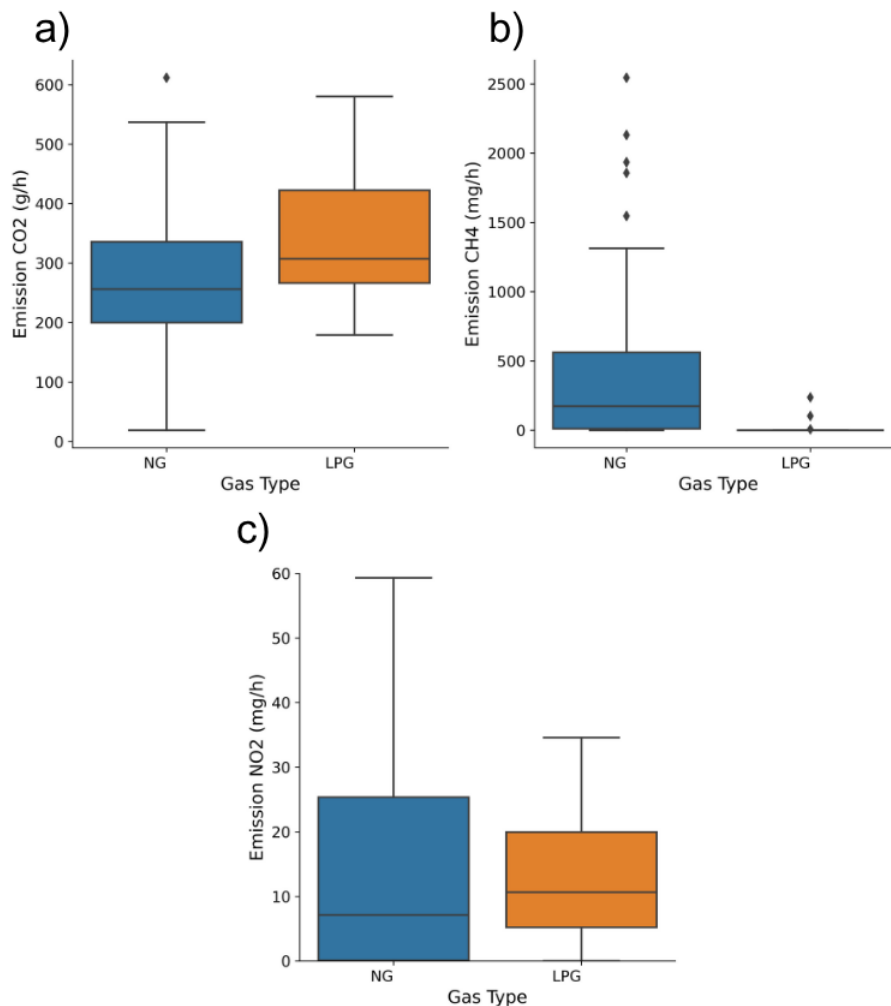 a)
Emission CO2 (g/h)
600
500
400
300
200
100
0
NG
LPG
Gas Type
b)
Emission CH4 (mg/h)
2500
2000
1500
1000
500
0
NG
LPG
Gas Type
c)
Emission NO2 (mg/h)
60
50
40
30
20
10
0
NG
LPG
Gas Type